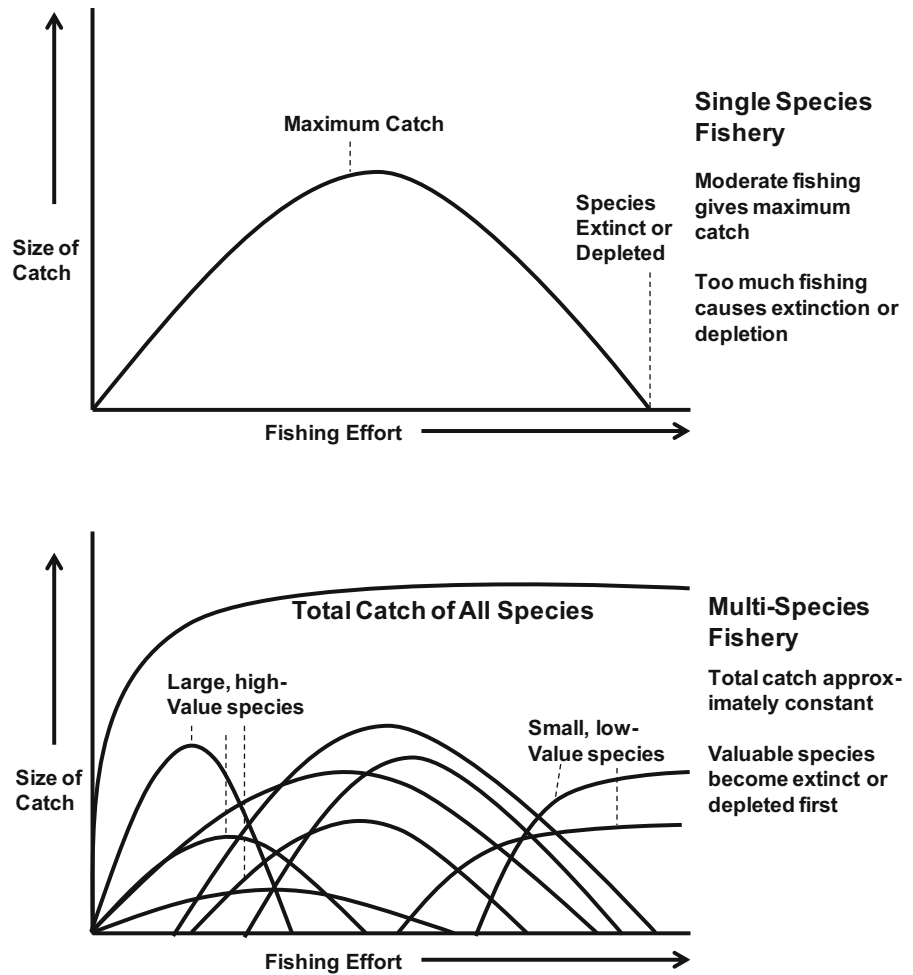 Maximum Catch
Species
Extinct or
Depleted
Size of
Catch
Fishing Effort
Single Species
Fishery
Moderate fishing
gives maximum
catch
Too much fishing
causes extinction or
depletion
Total Catch of All Species
Large, high-
Value species
Small, low-
Value species
Size of
Catch
Fishing Effort
Multi-Species
Fishery
Total catch approx-
imately constant
Valuable species
become extinct or
depleted first